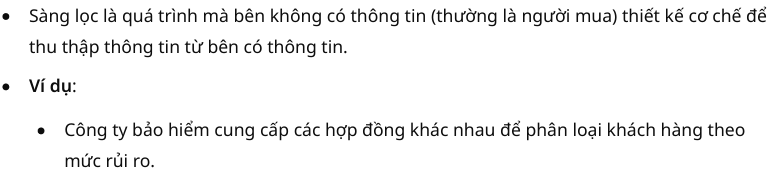 • Sàng lọc là quá trình mà bên không có thông tin (thường là người mua) thiết kế cơ chế để
thu thập thông tin từ bên có thông tin.
• Ví dụ:
• Công ty bảo hiểm cung cấp các hợp đồng khác nhau để phân loại khách hàng theo
mức rủi ro.